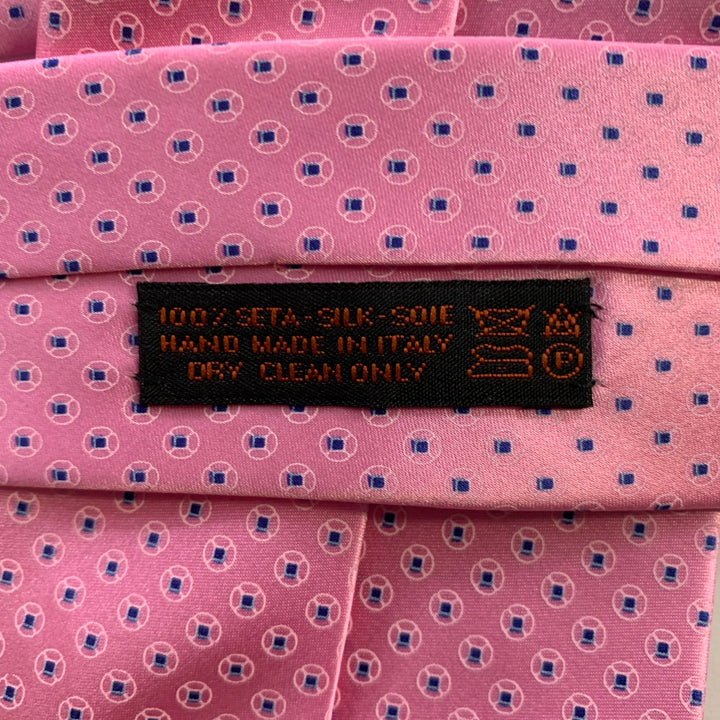 100% SETA-SILK-SOIE
HAND MADE IN ITALY
DRY CLEAN ONLY
P